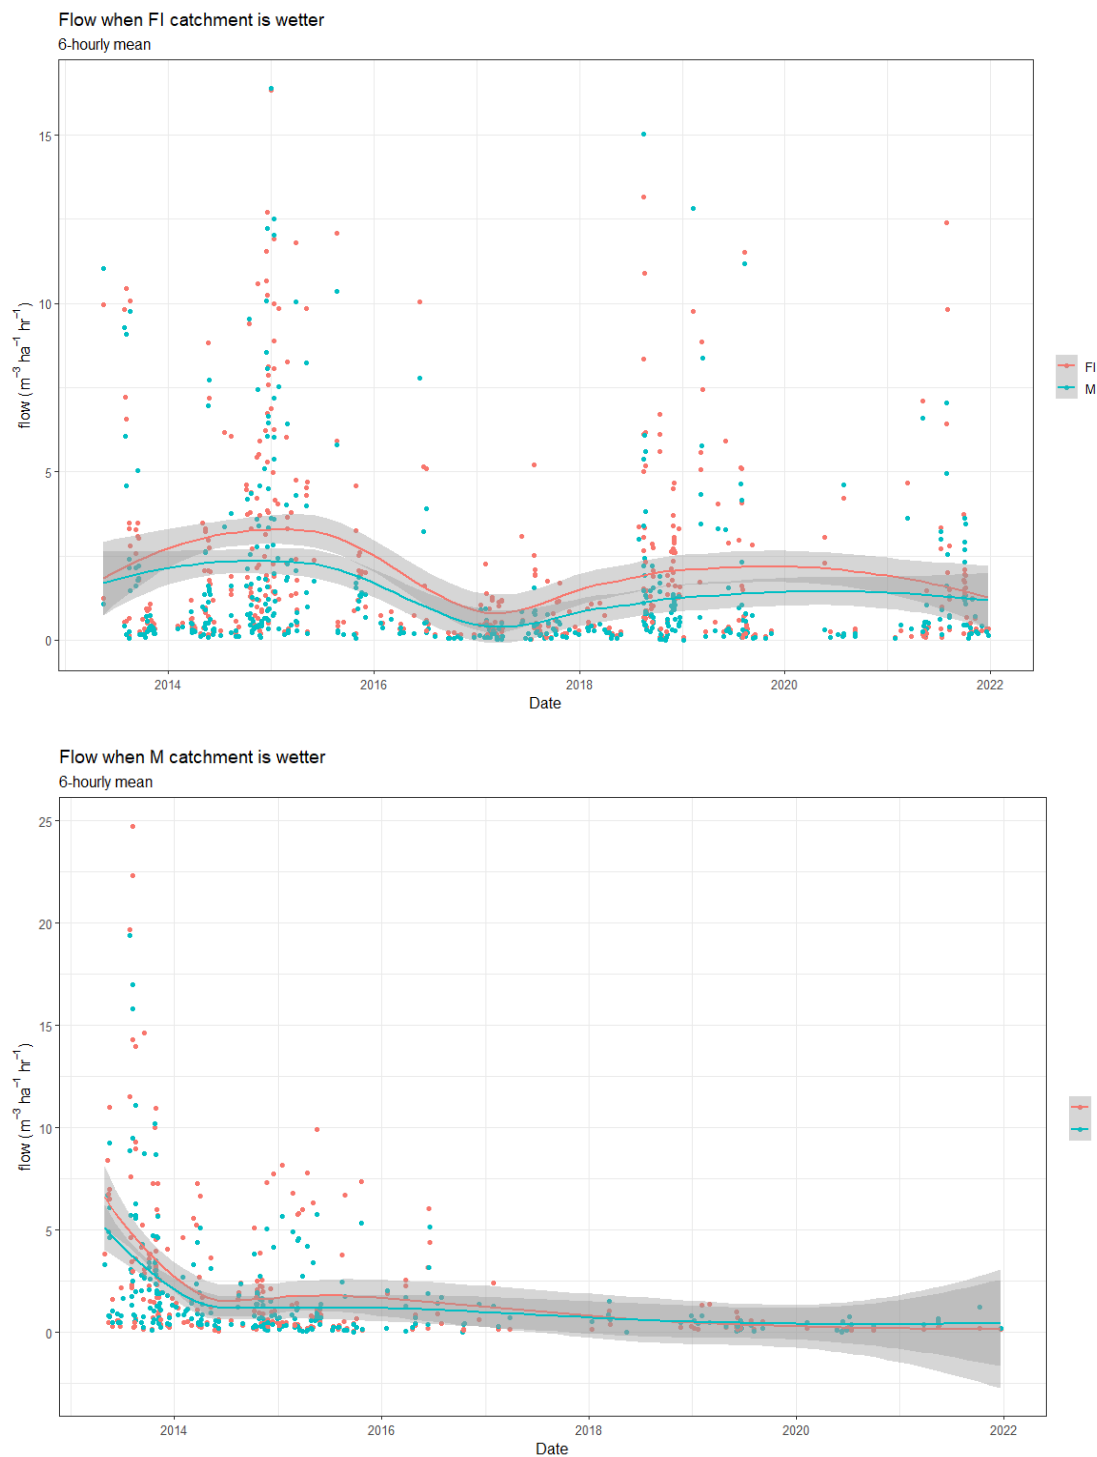 Flow when FI catchment is wetter
6-hourly mean
15
10
5
0
flow (m⁻³ ha⁻¹ hr⁻¹)
2014 2016 2018 2020 2022
Date
FI
M
Flow when M catchment is wetter
6-hourly mean
25
20
15
10
5
0
flow (m⁻³ ha⁻¹ hr⁻¹)
2014 2016 2018 2020 2022
Date